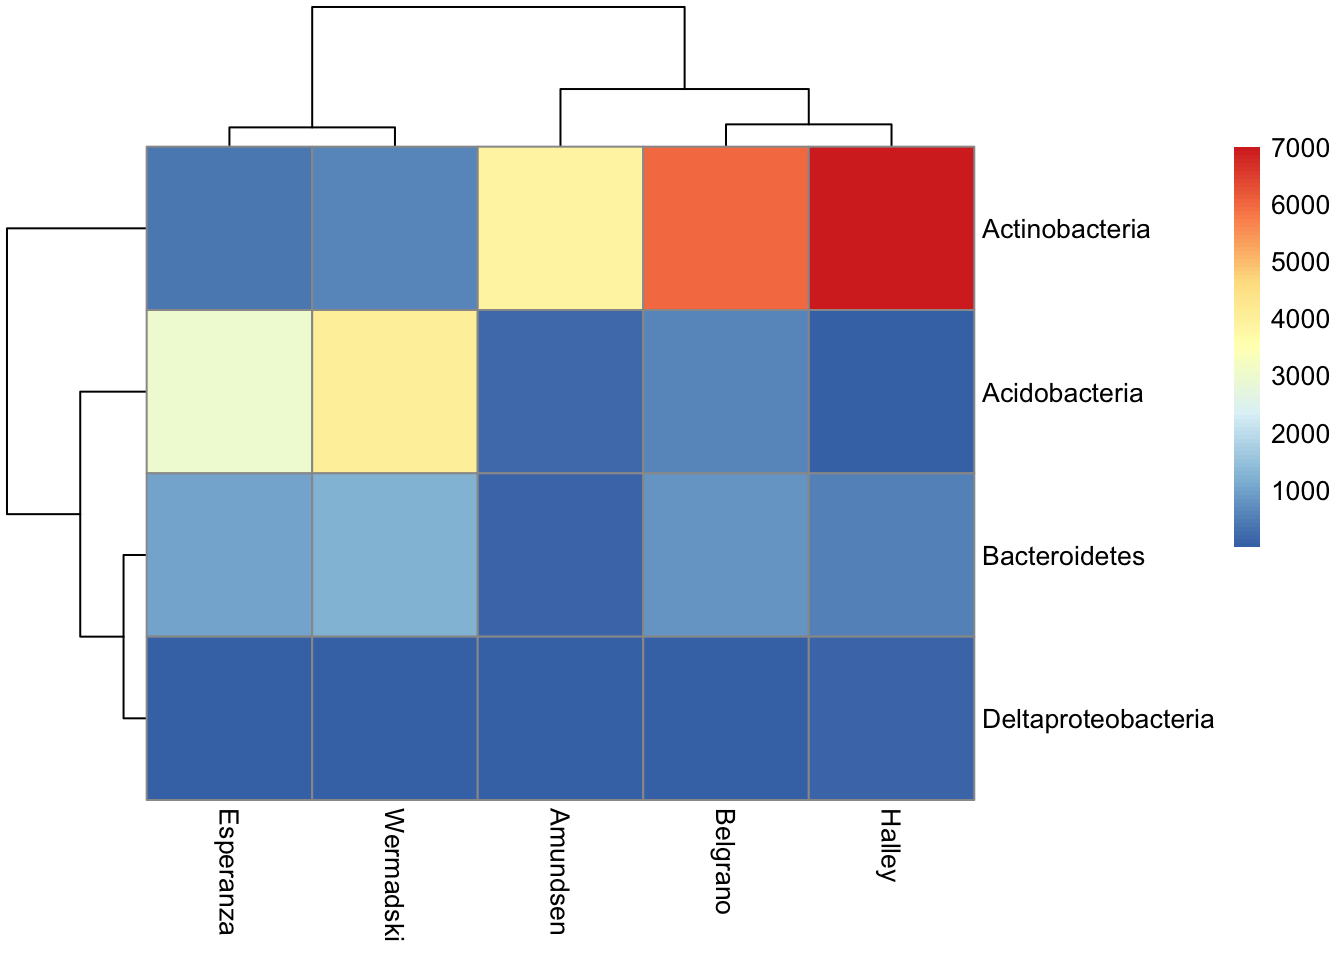 7000
6000
5000
4000
3000
2000
1000
Actinobacteria
Acidobacteria
Bacteroidetes
Deltaproteobacteria
Esperanza
Wermadski
Amundsen
Belgrano
Halley